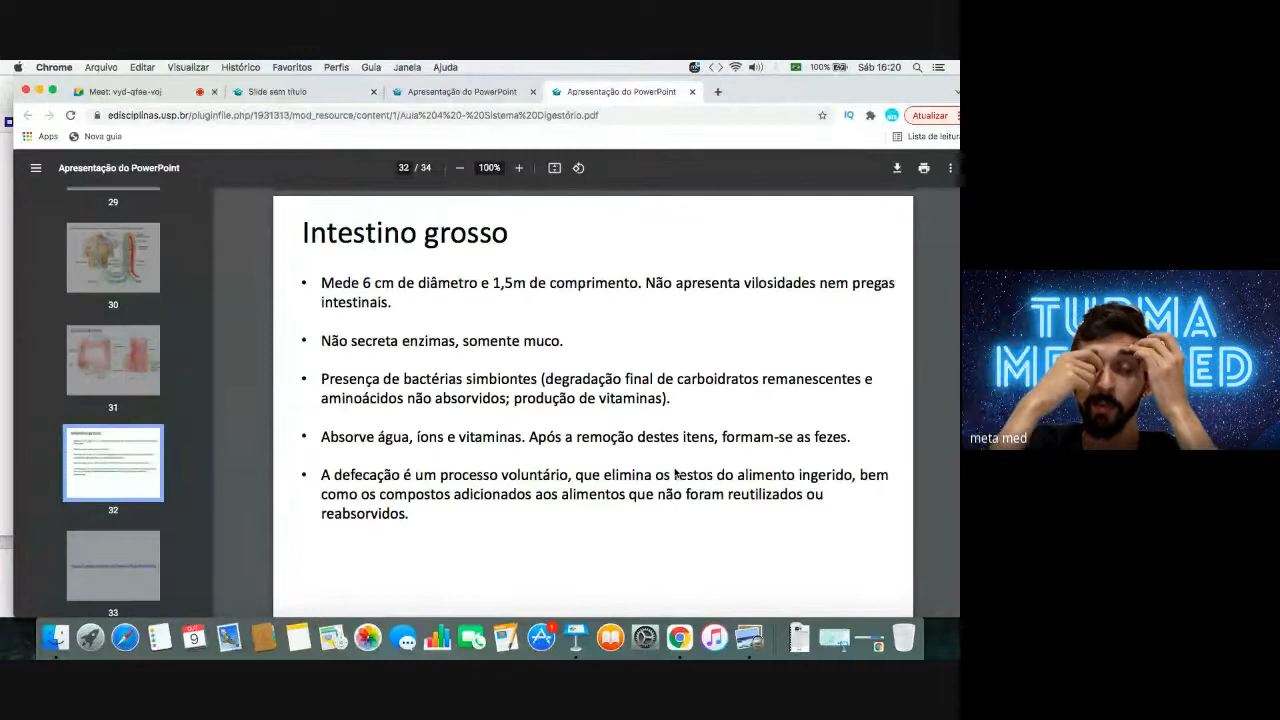 Chrome Arquivo Editar Visualizar Histórico Favoritos Perfis Guia Janela Ajuda 100% Sáb 16:20
Meet: vyd-qfse-voj Slide sem título Apresentação do PowerPoint Apresentação do PowerPoint
edisciplinas.usp.br/pluginfile.php/1931313/mod_resource/content/1/Aula%204%20-%20Sistema%20Digestório.pdf Atualizar
Apps Nova guia Lista de leitura
Apresentação do PowerPoint 32 / 34 100%
29
30
31
32
33
Intestino grosso
• Mede 6 cm de diâmetro e 1,5m de comprimento. Não apresenta vilosidades nem pregas
intestinais.
• Não secreta enzimas, somente muco.
• Presença de bactérias simbiontes (degradação final de carboidratos remanescentes e
aminoácidos não absorvidos; produção de vitaminas).
• Absorve água, íons e vitaminas. Após a remoção destes itens, formam-se as fezes.
• A defecação é um processo voluntário, que elimina os restos do alimento ingerido, bem
como os compostos adicionados aos alimentos que não foram reutilizados ou
reabsorvidos.
TURMA
MED
meta med
9